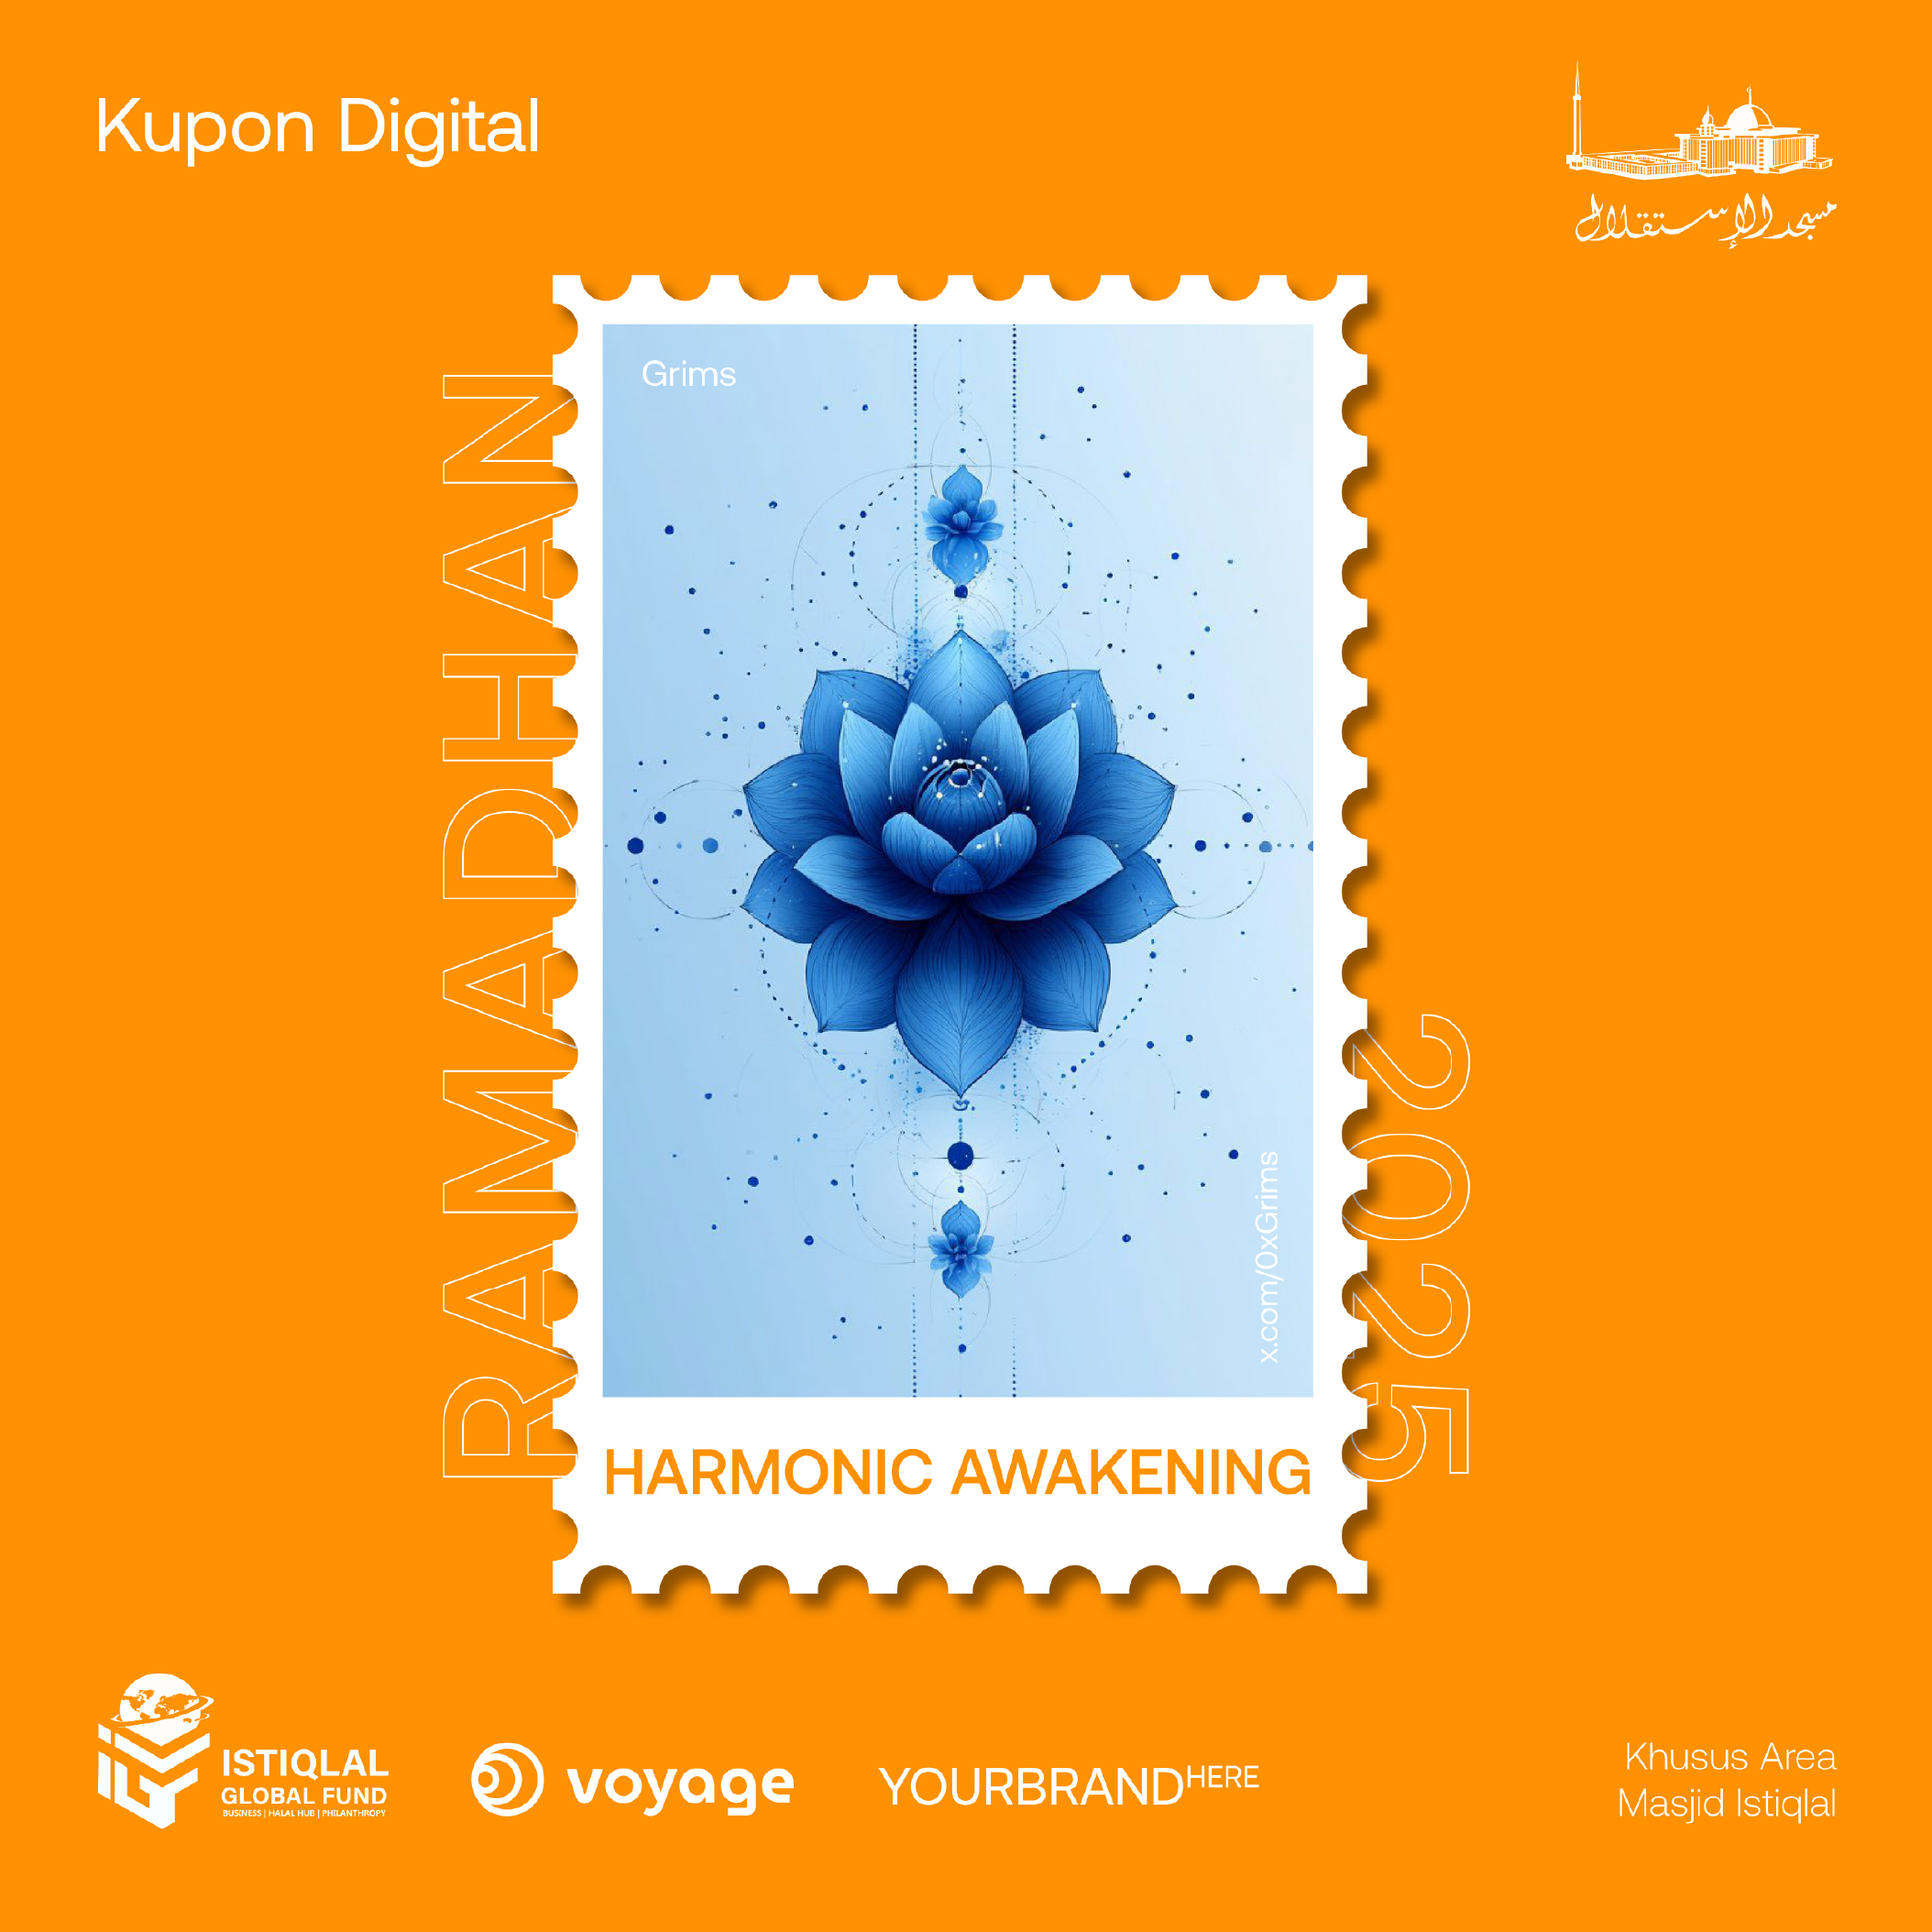 Kupon Digital
مسجد الإستقلال
Grims
RAMADHAN
2025
x.com/0xGrims
HARMONIC AWAKENING
ISTIQLAL
GLOBAL FUND
BUSINESS | HALAL HUB | PHILANTHROPY
voyage
YOURBRANDHERE
Khusus Area
Masjid Istiqlal